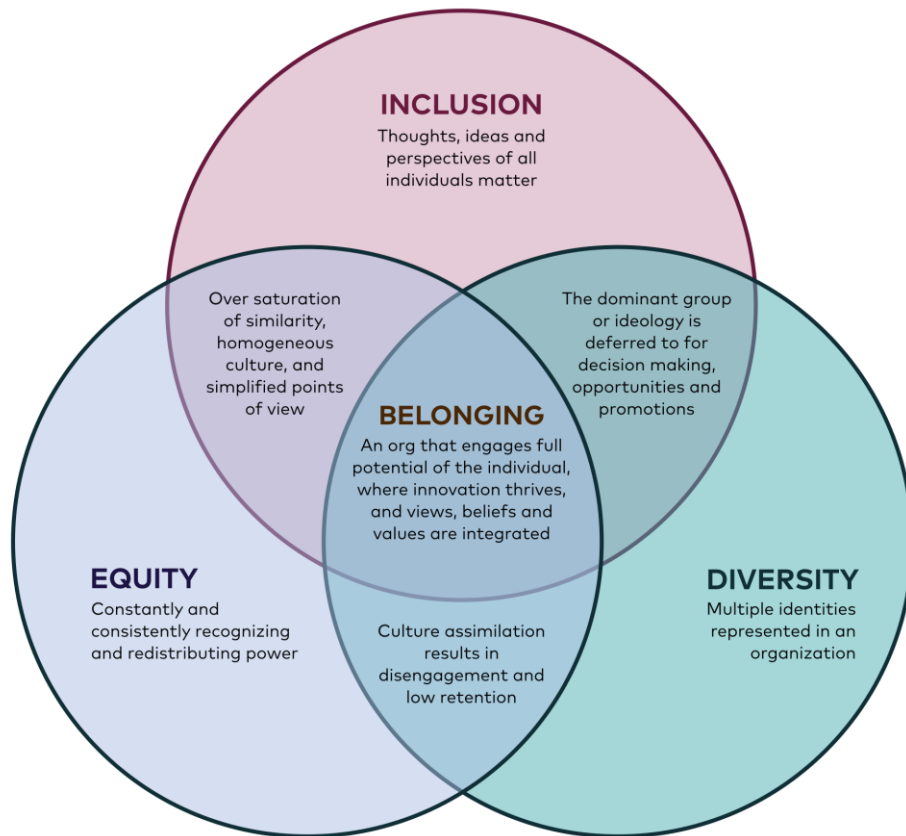 INCLUSION
Thoughts, ideas and
perspectives of all
individuals matter
Over saturation
of similarity,
homogeneous
culture, and
simplified points
of view
The dominant group
or ideology is
deferred to for
decision making,
opportunities and
promotions
BELONGING
An org that engages full
potential of the individual,
where innovation thrives,
and views, beliefs and
values are integrated
EQUITY
Constantly and
consistently recognizing
and redistributing power
DIVERSITY
Multiple identities
represented in an
organization
Culture assimilation
results in
disengagement and
low retention